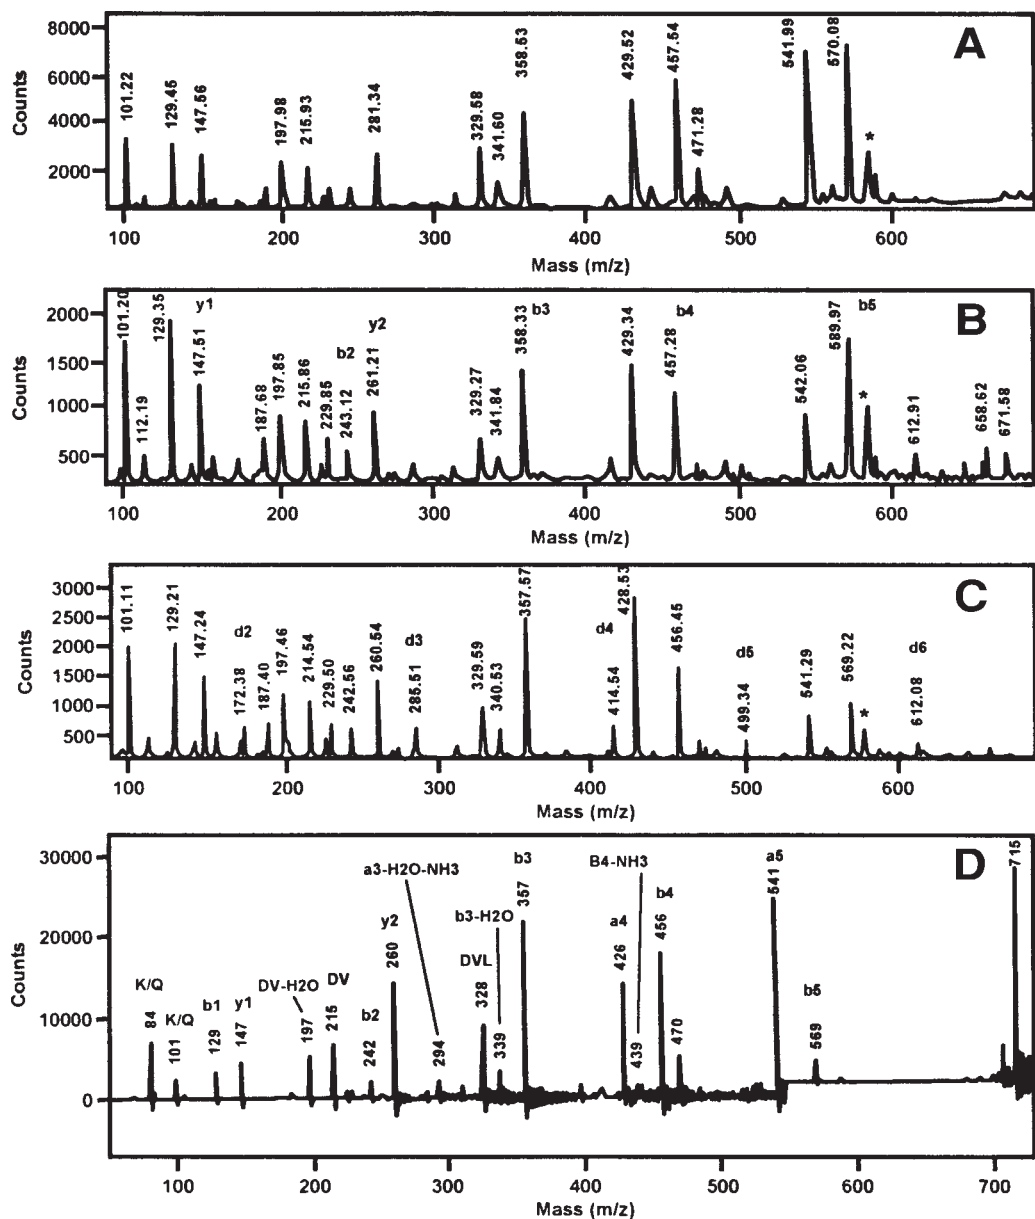 A
Counts
8000
6000
4000
2000
101.22
129.45
147.56
197.98
215.93
281.34
329.58
341.60
358.53
429.52
457.54
471.28
541.99
570.08
*
100 200 300 400 500 600
Mass (m/z)
B
Counts
2000
1500
1000
500
101.20
112.19
129.35
y1
147.51
187.68
197.85
215.86
229.85
b2
243.12
y2
261.21
329.27
341.84
358.33
b3
429.34
457.28
b4
542.06
589.97
b5
*
612.91
658.62
671.58
100 200 300 400 500 600
Mass (m/z)
C
Counts
3000
2500
2000
1500
1000
500
101.11
129.21
147.24
d2
172.38
187.40
197.46
214.54
229.50
242.56
260.54
d3
285.51
329.59
340.53
357.57
d4
414.54
428.53
456.45
d5
499.34
541.29
569.22
*
d6
612.08
100 200 300 400 500 600
Mass (m/z)
D
Counts
30000
20000
10000
0
K/Q
84
K/Q
101
b1
129
y1
147
DV-H2O
197
DV
215
b2
242
y2
260
a3-H2O-NH3
294
DVL
328
b3-H2O
339
b3
357
a4
426
B4-NH3
439
b4
456
470
a5
541
b5
569
715
100 200 300 400 500 600 700
Mass (m/z)